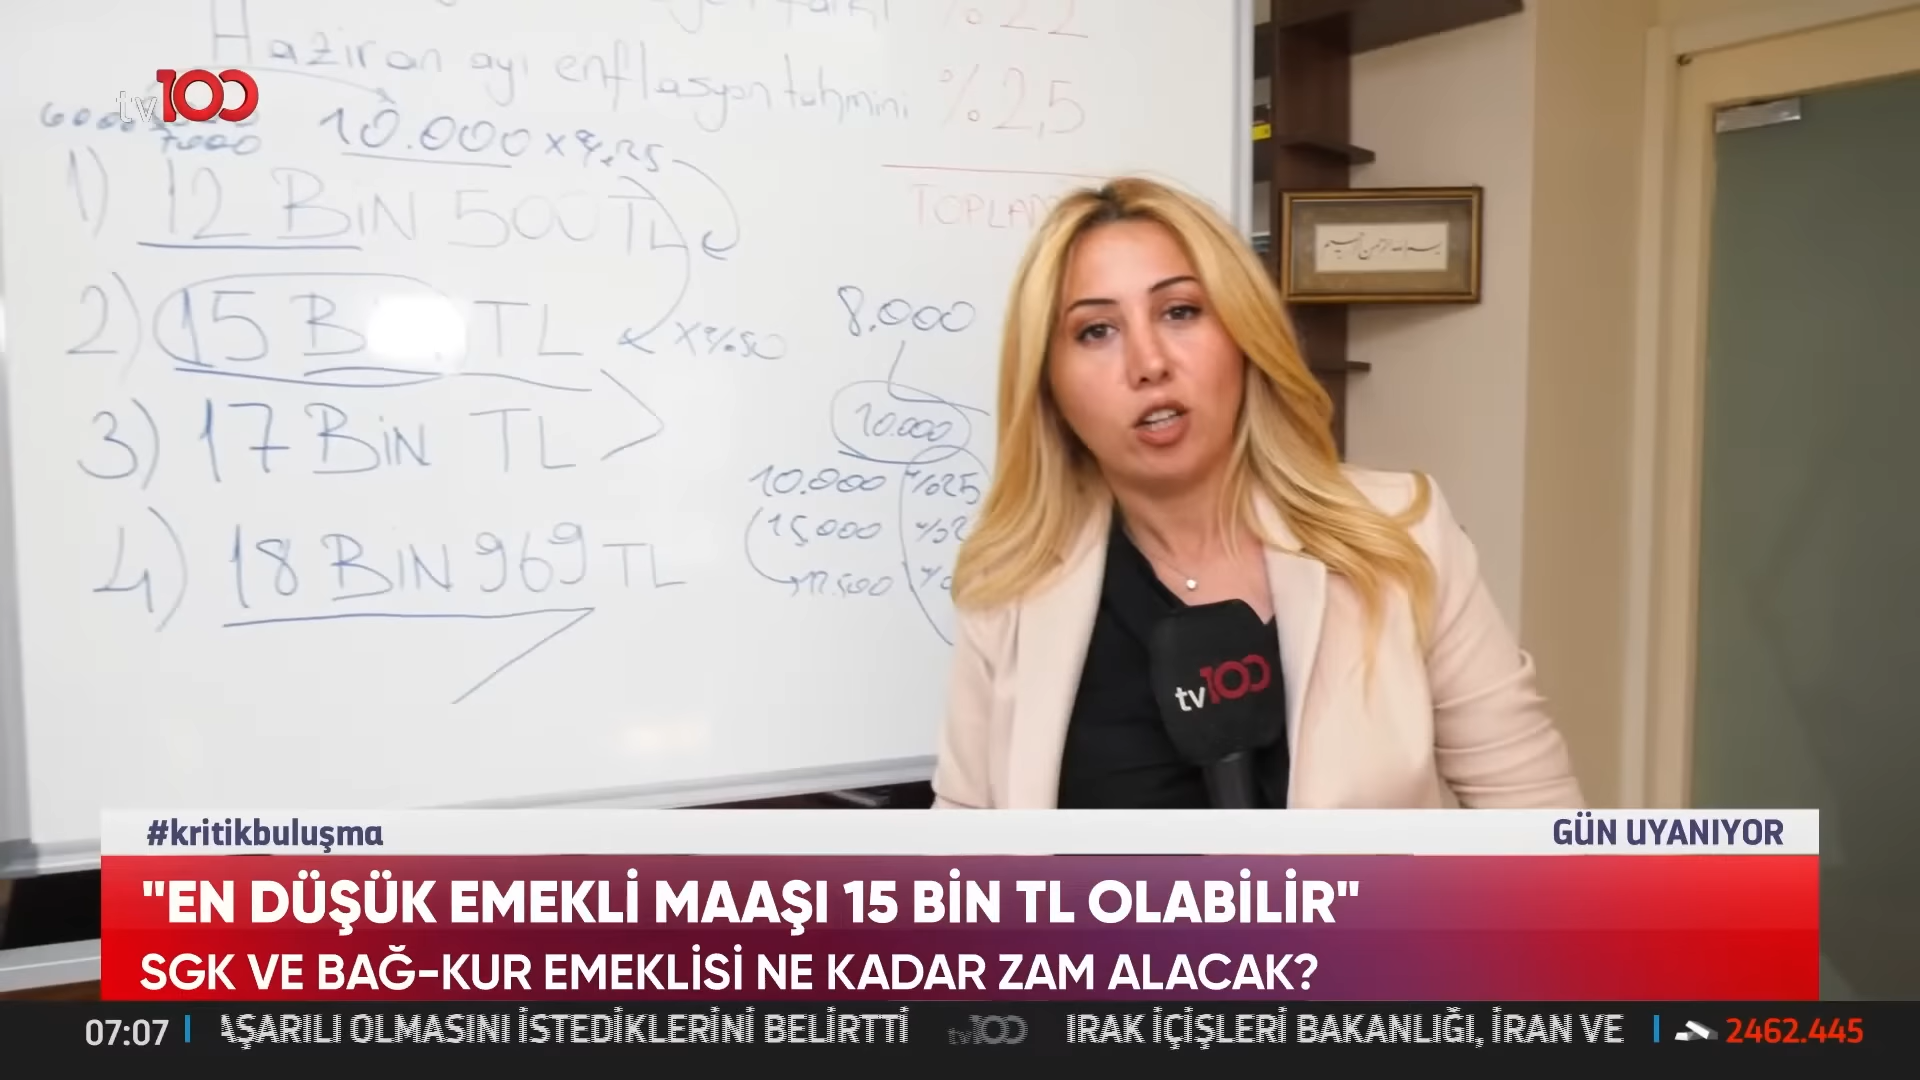 %22
Haziran ayı enflasyon tahmini %2,5
tv100
6000
7000
10.000 x %25
1) 12 BİN 500 TL
TOPLAM
2) 15 B TL
x %50
8.000
10.000
3) 17 BİN TL
10.000 %25
15.000
17.500
4) 18 BİN 969 TL
tv100
#kritikbuluşma
GÜN UYANIYOR
"EN DÜŞÜK EMEKLİ MAAŞI 15 BİN TL OLABİLİR"
SGK VE BAĞ-KUR EMEKLİSİ NE KADAR ZAM ALACAK?
07:07 AŞARILI OLMASINI İSTEDİKLERİNİ BELİRTTİ tv100 IRAK İÇİŞLERİ BAKANLIĞI, İRAN VE 2462.445